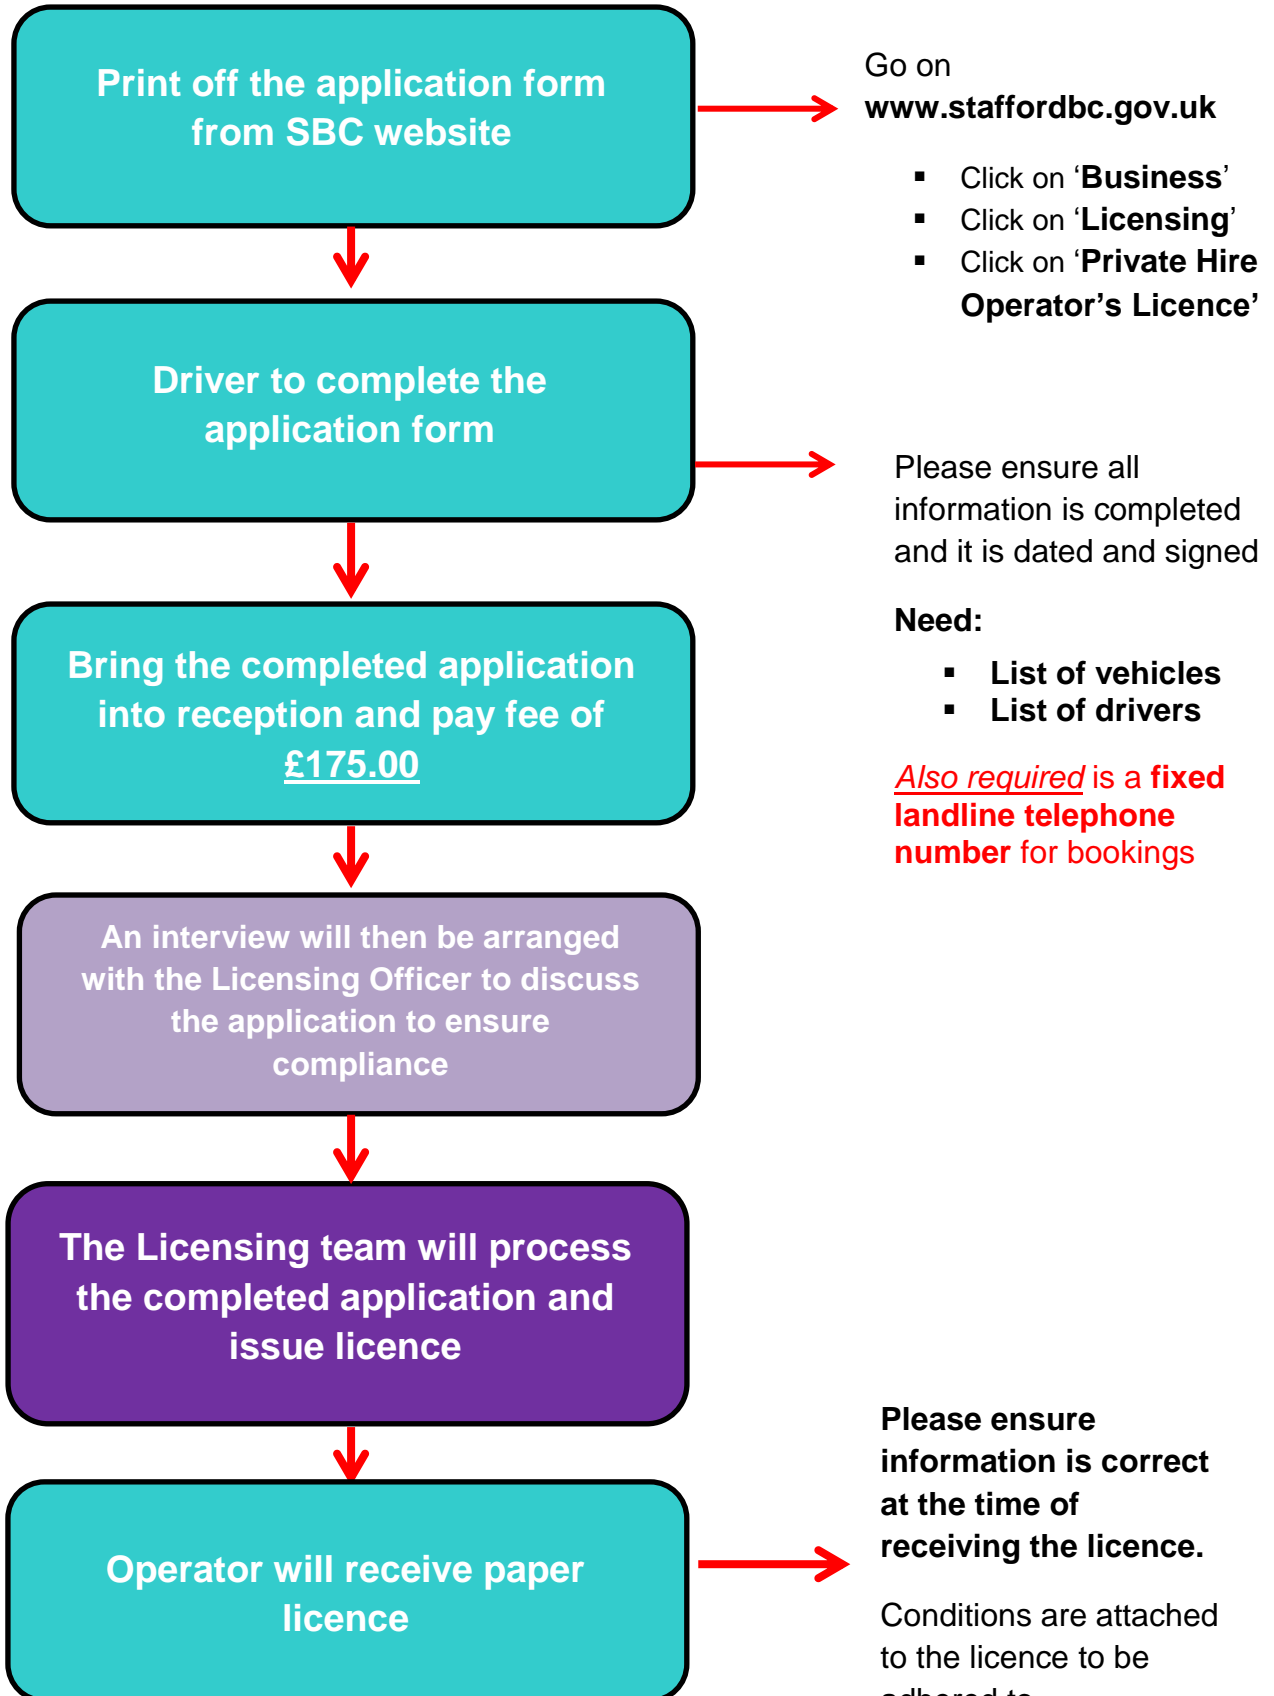 Print off the application form
from SBC website
Go on
www.staffordbc.gov.uk
▪ Click on ‘Business’
▪ Click on ‘Licensing’
▪ Click on ‘Private Hire
Operator’s Licence’
Driver to complete the
application form
Please ensure all
information is completed
and it is dated and signed
Need:
▪ List of vehicles
▪ List of drivers
Also required is a fixed
landline telephone
number for bookings
Bring the completed application
into reception and pay fee of
£175.00
An interview will then be arranged
with the Licensing Officer to discuss
the application to ensure
compliance
The Licensing team will process
the completed application and
issue licence
Operator will receive paper
licence
Please ensure
information is correct
at the time of
receiving the licence.
Conditions are attached
to the licence to be
adhered to